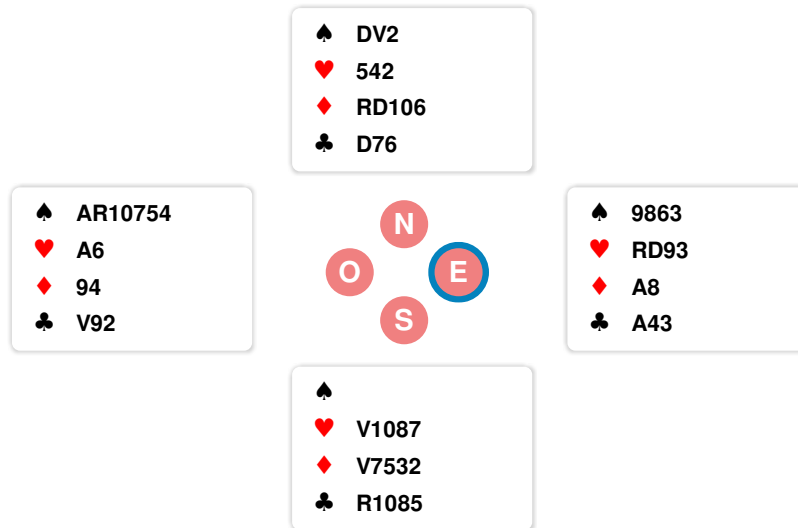 ♠ DV2
♥ 542
♦ RD106
♣ D76
♠ AR10754
♥ A6
♦ 94
♣ V92
N
O
E
S
♠ 9863
♥ RD93
♦ A8
♣ A43
♠
♥ V1087
♦ V7532
♣ R1085